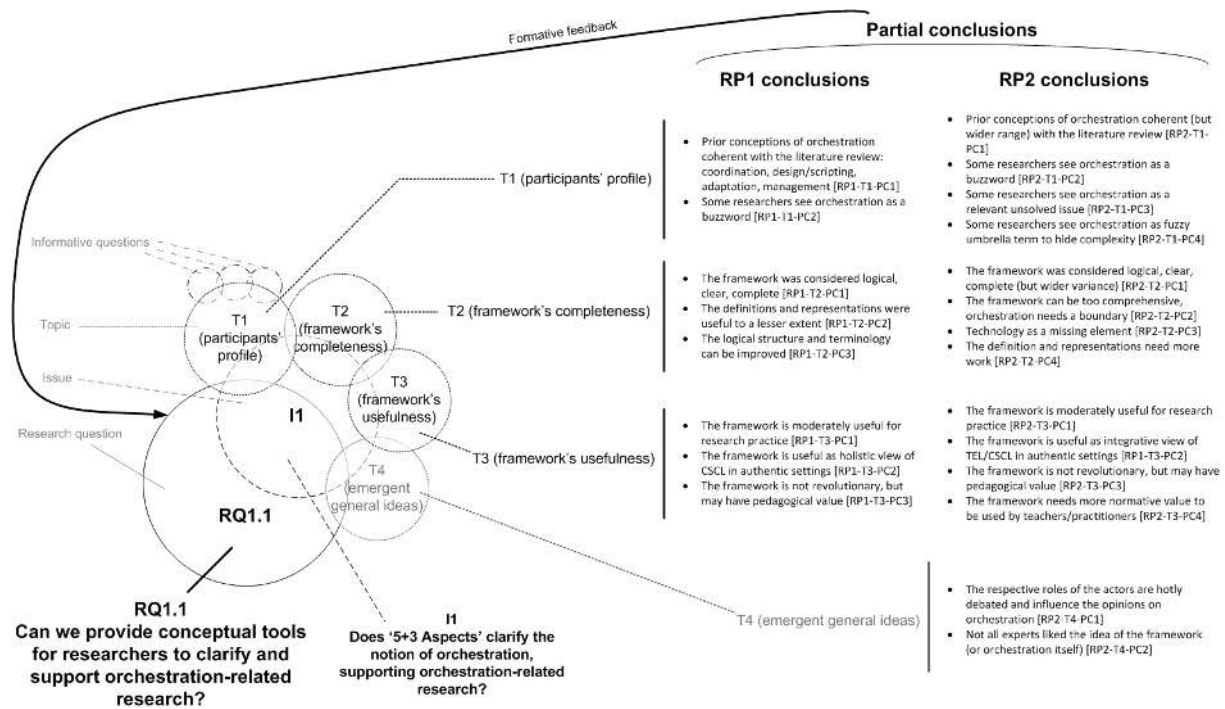 Formative feedback
Partial conclusions
RP1 conclusions
RP2 conclusions
T1 (participants' profile)
• Prior conceptions of orchestration
coherent with the literature review:
coordination, design/scripting,
adaptation, management [RP1-T1-PC1]
• Some researchers see orchestration as a
buzzword [RP1-T1-PC2]
• Prior conceptions of orchestration coherent (but
wider range) with the literature review [RP2-T1-
PC1]
• Some researchers see orchestration as a
buzzword [RP2-T1-PC2]
• Some researchers see orchestration as a
relevant unsolved issue [RP2-T1-PC3]
• Some researchers see orchestration as fuzzy
umbrella term to hide complexity [RP2-T1-PC4]
Informative questions
Topic
Issue
Research question
T1
(participants'
profile)
T2
(framework's
completeness)
T3
(framework's
usefulness)
T4
(emergent
general ideas)
I1
RQ1.1
T2 (framework's completeness)
• The framework was considered logical,
clear, complete [RP1-T2-PC1]
• The definitions and representations were
useful to a lesser extent [RP1-T2-PC2]
• The logical structure and terminology
can be improved [RP1-T2-PC3]
• The framework was considered logical, clear,
complete (but wider variance) [RP2-T2-PC1]
• The framework can be too comprehensive,
orchestration needs a boundary [RP2-T2-PC2]
• Technology as a missing element [RP2-T2-PC3]
• The definition and representations need more
work [RP2-T2-PC4]
T3 (framework's usefulness)
• The framework is moderately useful for
research practice [RP1-T3-PC1]
• The framework is useful as holistic view of
CSCL in authentic settings [RP1-T3-PC2]
• The framework is not revolutionary, but
may have pedagogical value [RP1-T3-PC3]
• The framework is moderately useful for research
practice [RP2-T3-PC1]
• The framework is useful as integrative view of
TEL/CSCL in authentic settings [RP1-T3-PC2]
• The framework is not revolutionary, but may have
pedagogical value [RP2-T3-PC3]
• The framework needs more normative value to
be used by teachers/practitioners [RP2-T3-PC4]
T4 (emergent general ideas)
• The respective roles of the actors are hotly
debated and influence the opinions on
orchestration [RP2-T4-PC1]
• Not all experts liked the idea of the framework
(or orchestration itself) [RP2-T4-PC2]
RQ1.1
Can we provide conceptual tools
for researchers to clarify and
support orchestration-related
research?
I1
Does '5+3 Aspects' clarify the
notion of orchestration,
supporting orchestration-related
research?